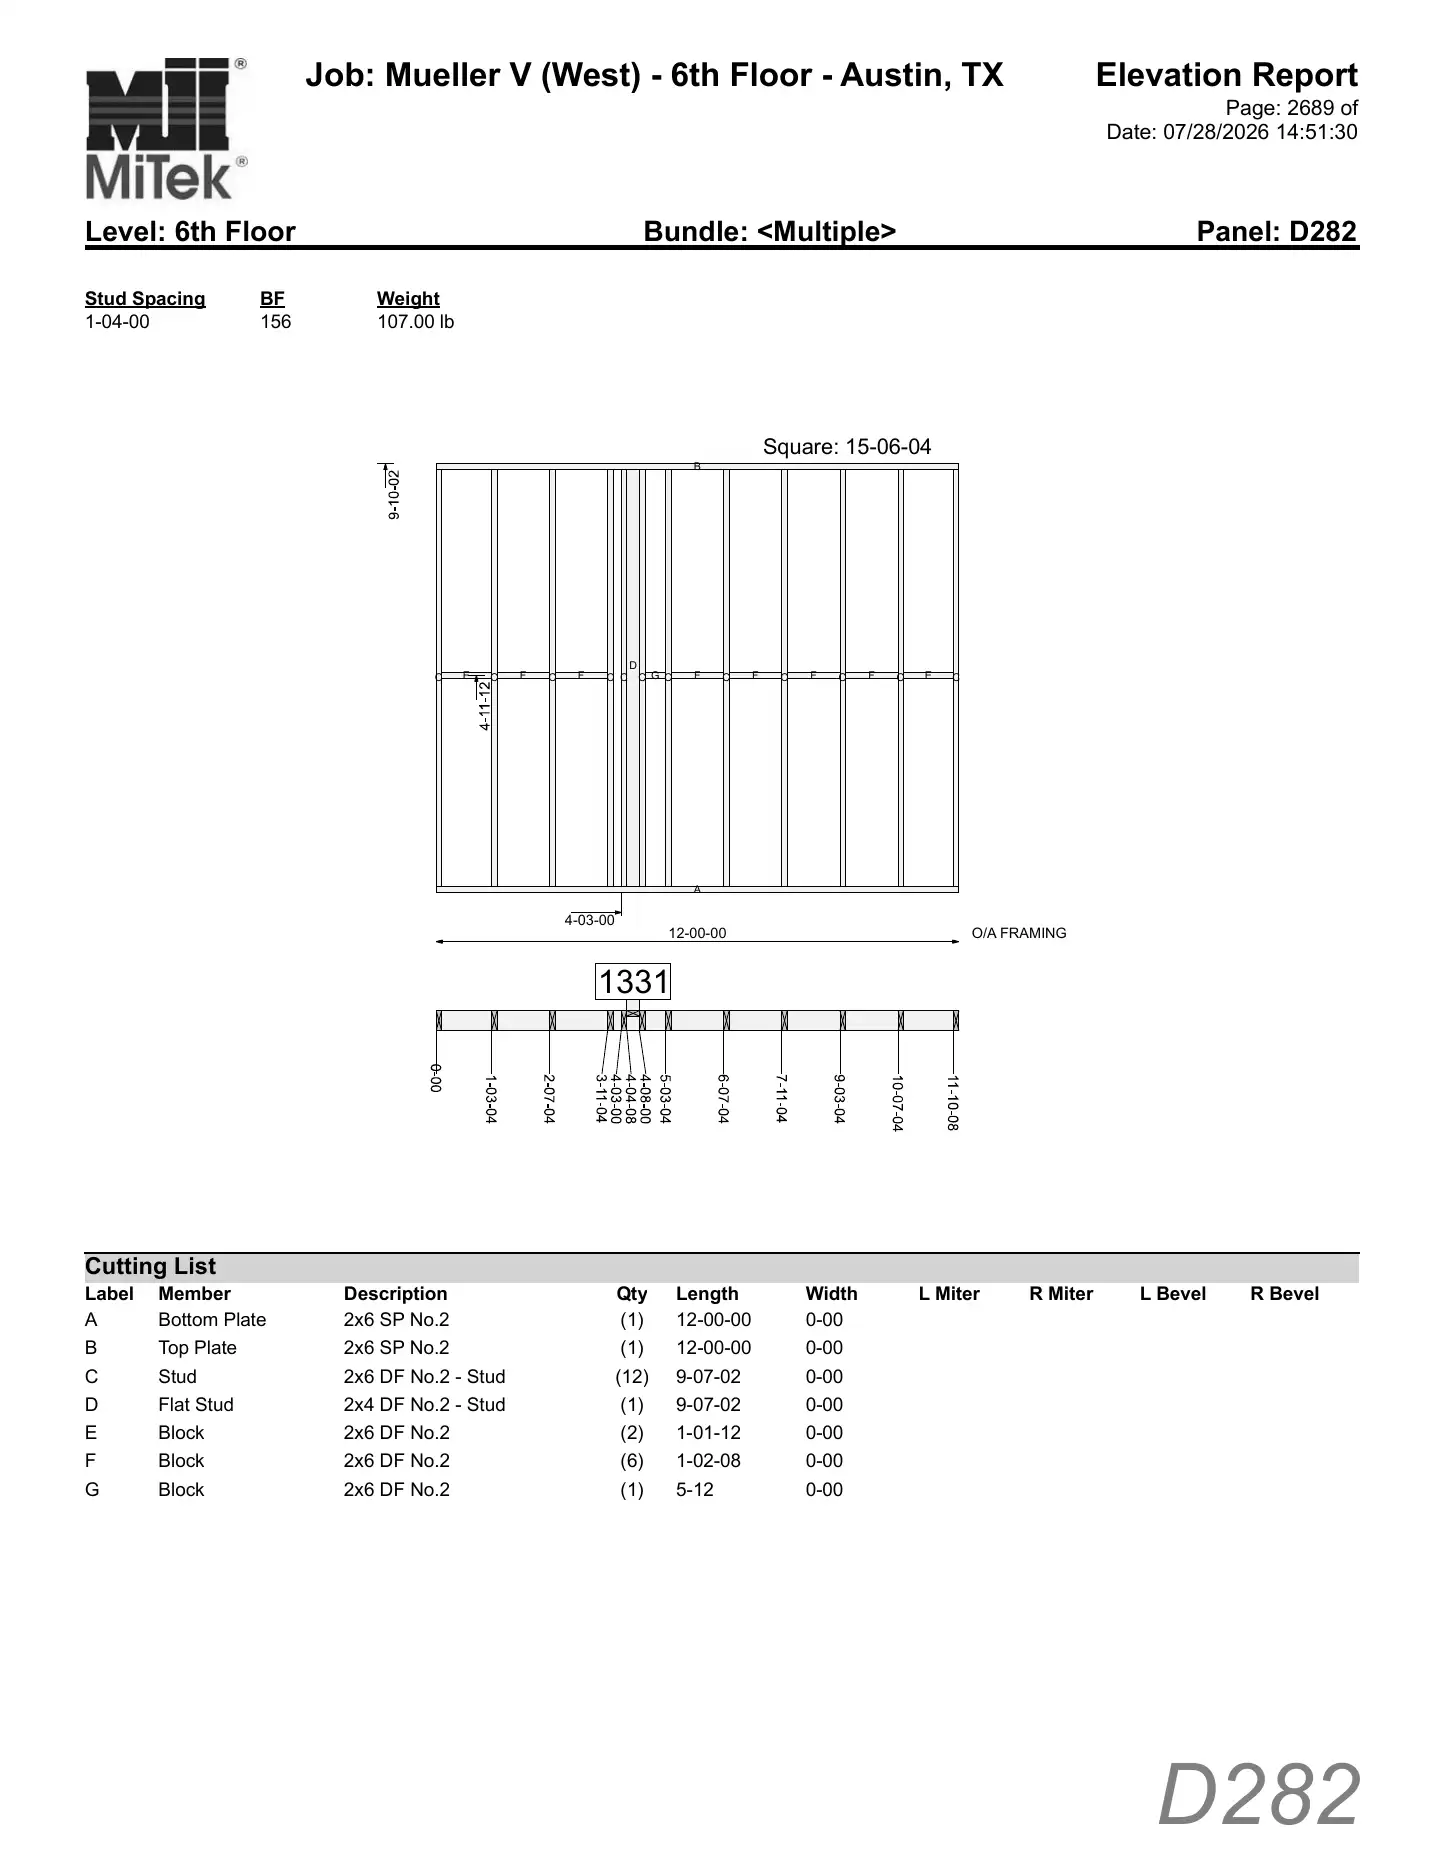 Job: Mueller V (West) - 6th Floor - Austin, TX
Elevation Report
Page: 2689 of
Date: 07/28/2026 14:51:30
MiTek®
Level: 6th Floor Bundle: <Multiple> Panel: D282
Stud Spacing BF Weight
1-04-00 156 107.00 lb
Square: 15-06-04
B
9-10-02
D
G F F F F
4-11-12
A
4-03-00
12-00-00 O/A FRAMING
1331
0-00 1-03-04 2-07-04 3-11-04 4-03-00 4-04-08 4-08-00 5-03-04 6-07-04 7-11-04 9-03-04 10-07-04 11-10-08
Cutting List
Label Member Description Qty Length Width L Miter R Miter L Bevel R Bevel
A Bottom Plate 2x6 SP No.2 (1) 12-00-00 0-00
B Top Plate 2x6 SP No.2 (1) 12-00-00 0-00
C Stud 2x6 DF No.2 - Stud (12) 9-07-02 0-00
D Flat Stud 2x4 DF No.2 - Stud (1) 9-07-02 0-00
E Block 2x6 DF No.2 (2) 1-01-12 0-00
F Block 2x6 DF No.2 (6) 1-02-08 0-00
G Block 2x6 DF No.2 (1) 5-12 0-00
D282